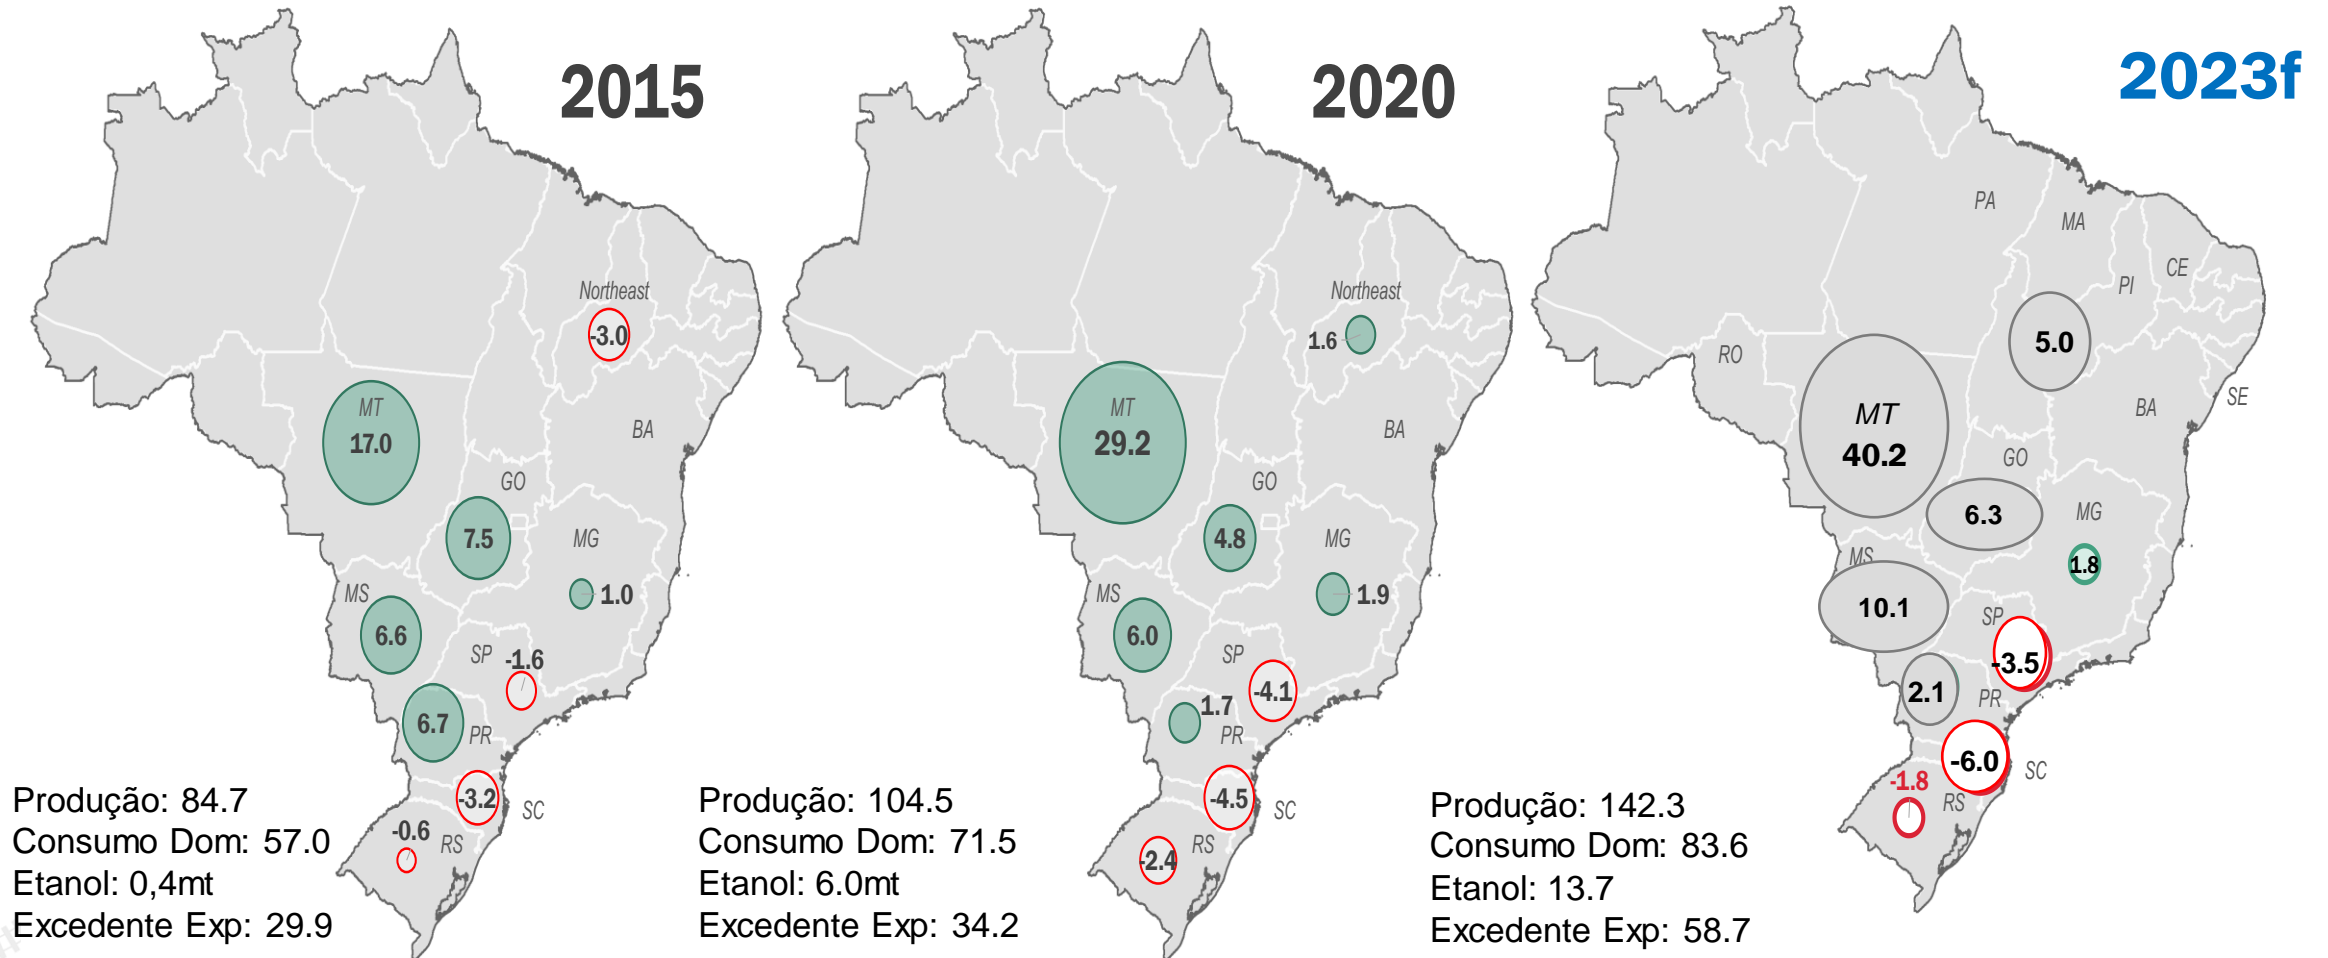 2015
Northeast
-3.0
MT
17.0
BA
GO
7.5
MG
1.0
MS
6.6
SP
-1.6
6.7
PR
-3.2
SC
-0.6
RS
Produção: 84.7
Consumo Dom: 57.0
Etanol: 0,4mt
Excedente Exp: 29.9
2020
Northeast
1.6
MT
29.2
BA
GO
4.8
MG
1.9
MS
6.0
SP
-4.1
1.7
PR
-4.5
SC
-2.4
RS
Produção: 104.5
Consumo Dom: 71.5
Etanol: 6.0mt
Excedente Exp: 34.2
2023f
PA
MA
CE
PI
5.0
RO
SE
BA
MT
40.2
GO
6.3
MG
1.8
MS
10.1
SP
-3.5
2.1
PR
-6.0
SC
-1.8
RS
Produção: 142.3
Consumo Dom: 83.6
Etanol: 13.7
Excedente Exp: 58.7